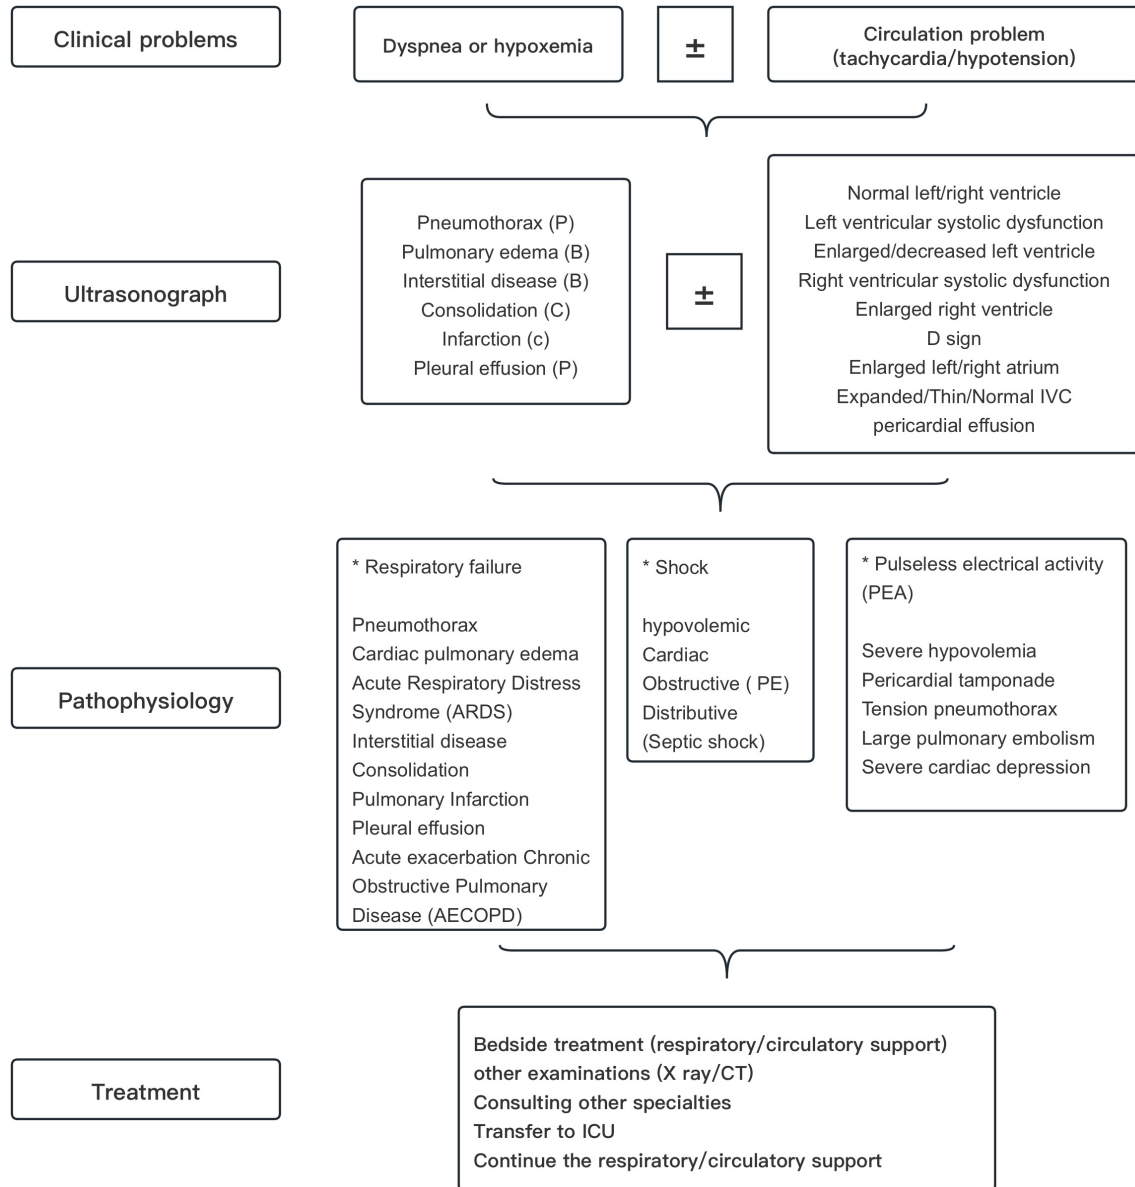 Clinical problems
Dyspnea or hypoxemia
±
Circulation problem
(tachycardia/hypotension)
Ultrasonograph
Pneumothorax (P)
Pulmonary edema (B)
Interstitial disease (B)
Consolidation (C)
Infarction (c)
Pleural effusion (P)
±
Normal left/right ventricle
Left ventricular systolic dysfunction
Enlarged/decreased left ventricle
Right ventricular systolic dysfunction
Enlarged right ventricle
D sign
Enlarged left/right atrium
Expanded/Thin/Normal IVC
pericardial effusion
Pathophysiology
* Respiratory failure
Pneumothorax
Cardiac pulmonary edema
Acute Respiratory Distress
Syndrome (ARDS)
Interstitial disease
Consolidation
Pulmonary Infarction
Pleural effusion
Acute exacerbation Chronic
Obstructive Pulmonary
Disease (AECOPD)
* Shock
hypovolemic
Cardiac
Obstructive ( PE)
Distributive
(Septic shock)
* Pulseless electrical activity
(PEA)
Severe hypovolemia
Pericardial tamponade
Tension pneumothorax
Large pulmonary embolism
Severe cardiac depression
Treatment
Bedside treatment (respiratory/circulatory support)
other examinations (X ray/CT)
Consulting other specialties
Transfer to ICU
Continue the respiratory/circulatory support